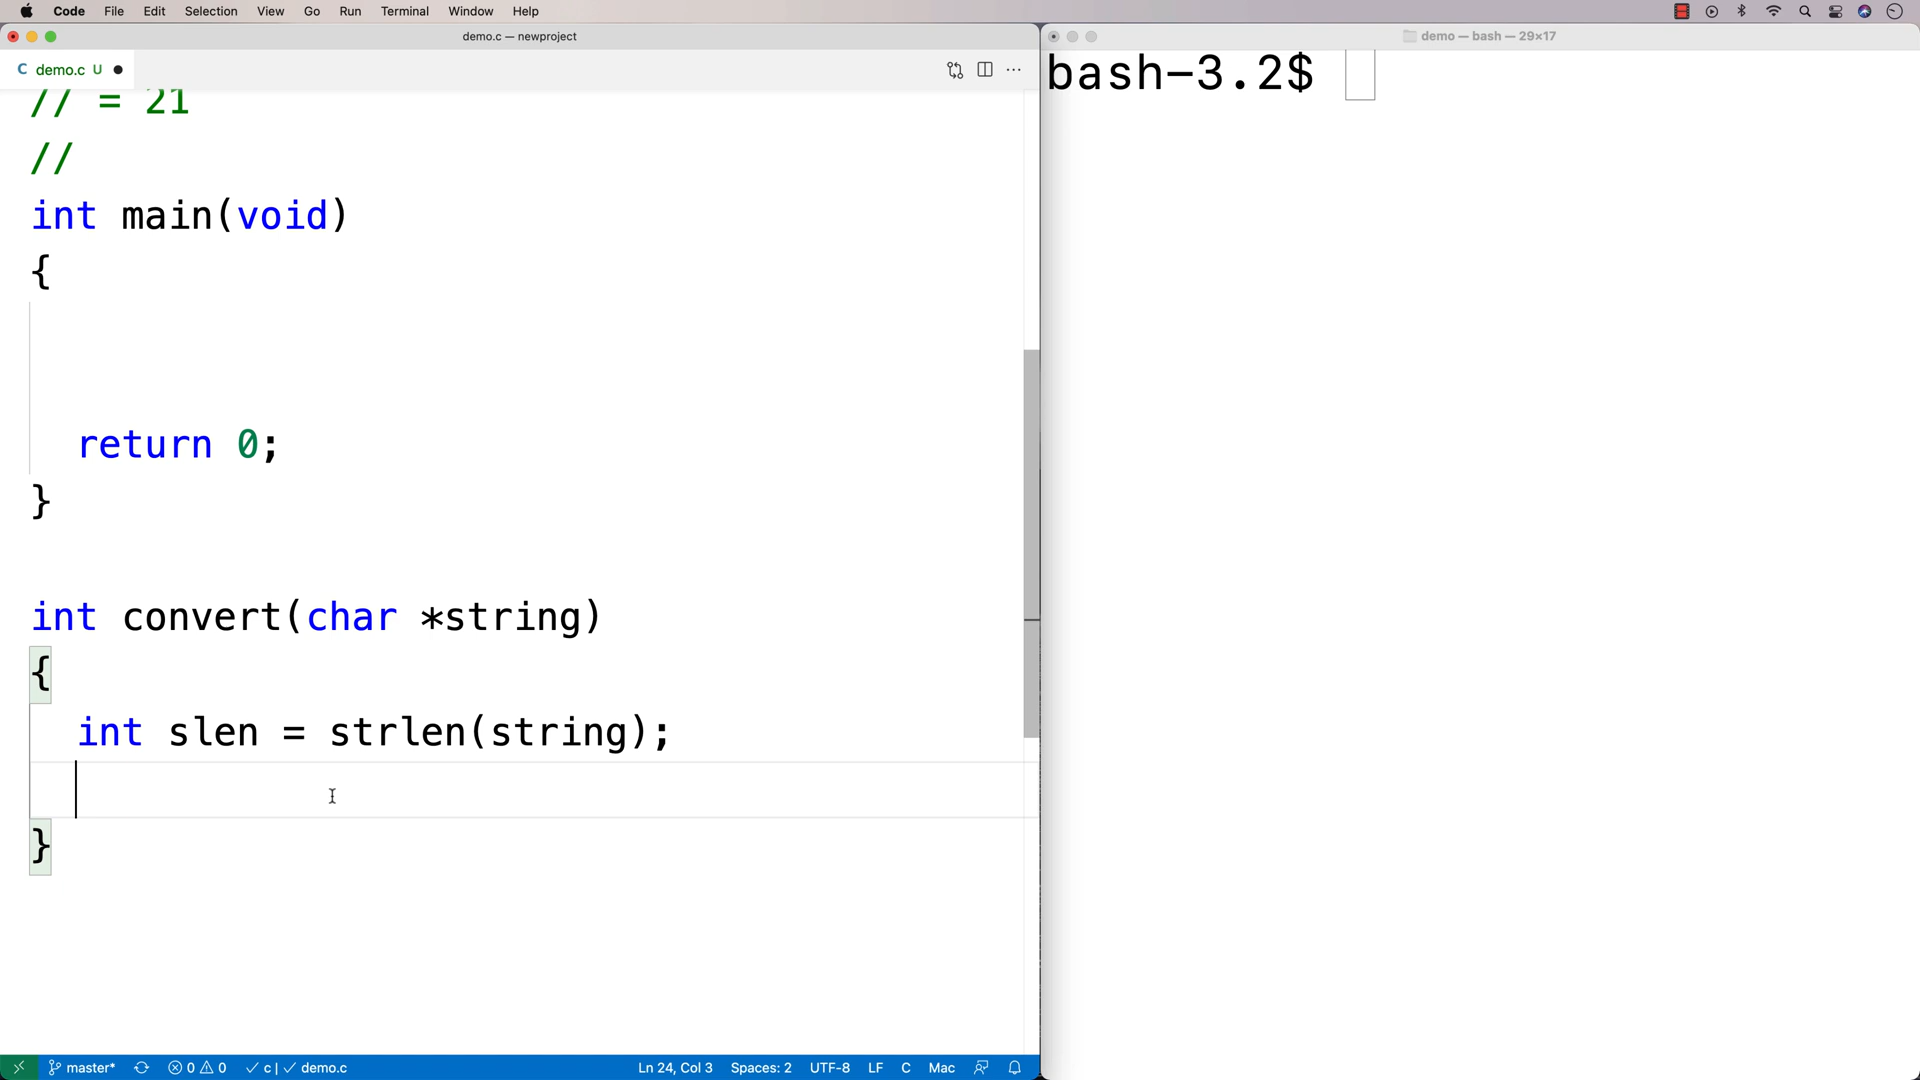 Code File Edit Selection View Go Run Terminal Window Help
demo.c — newproject
C demo.c U
// = 21
//
int main(void)
{
return 0;
}
int convert(char *string)
{
int slen = strlen(string);
}
master* 0 0 c | demo.c Ln 24, Col 3 Spaces: 2 UTF-8 LF C Mac
demo — bash — 29×17
bash-3.2$